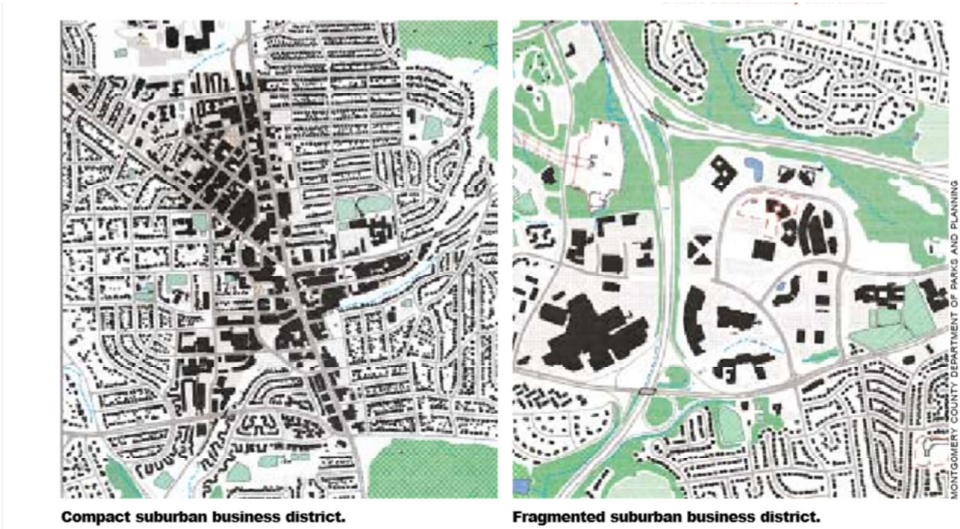 Compact suburban business district.
Fragmented suburban business district.
MONTGOMERY COUNTY DEPARTMENT OF PARKS AND PLANNING